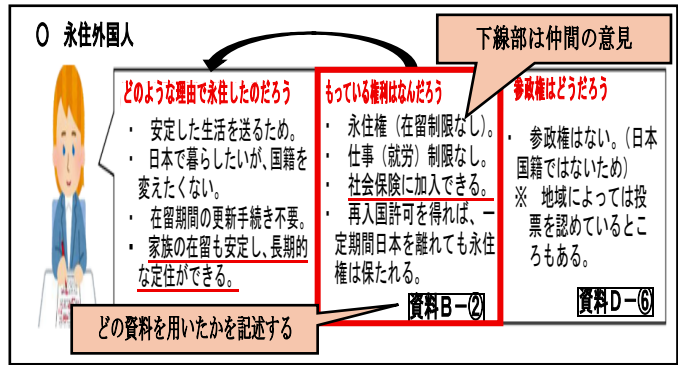 ○ 永住外国人
下線部は仲間の意見
どのような理由で永住したのだろう
・ 安定した生活を送るため。
・ 日本で暮らしたいが、国籍を
変えたくない。
・ 在留期間の更新手続き不要。
・ 家族の在留も安定し、長期的
な定住ができる。
もっている権利はなんだろう
・ 永住権（在留制限なし）。
・ 仕事（就労）制限なし。
・ 社会保険に加入できる。
・ 再入国許可を得れば、一
定期間日本を離れても永住
権は保たれる。
資料Ｂ－②
参政権はどうだろう
・ 参政権はない。（日本
国籍ではないため）
※ 地域によっては投
票を認めているとこ
ろもある。
資料Ｄ－⑥
どの資料を用いたかを記述する